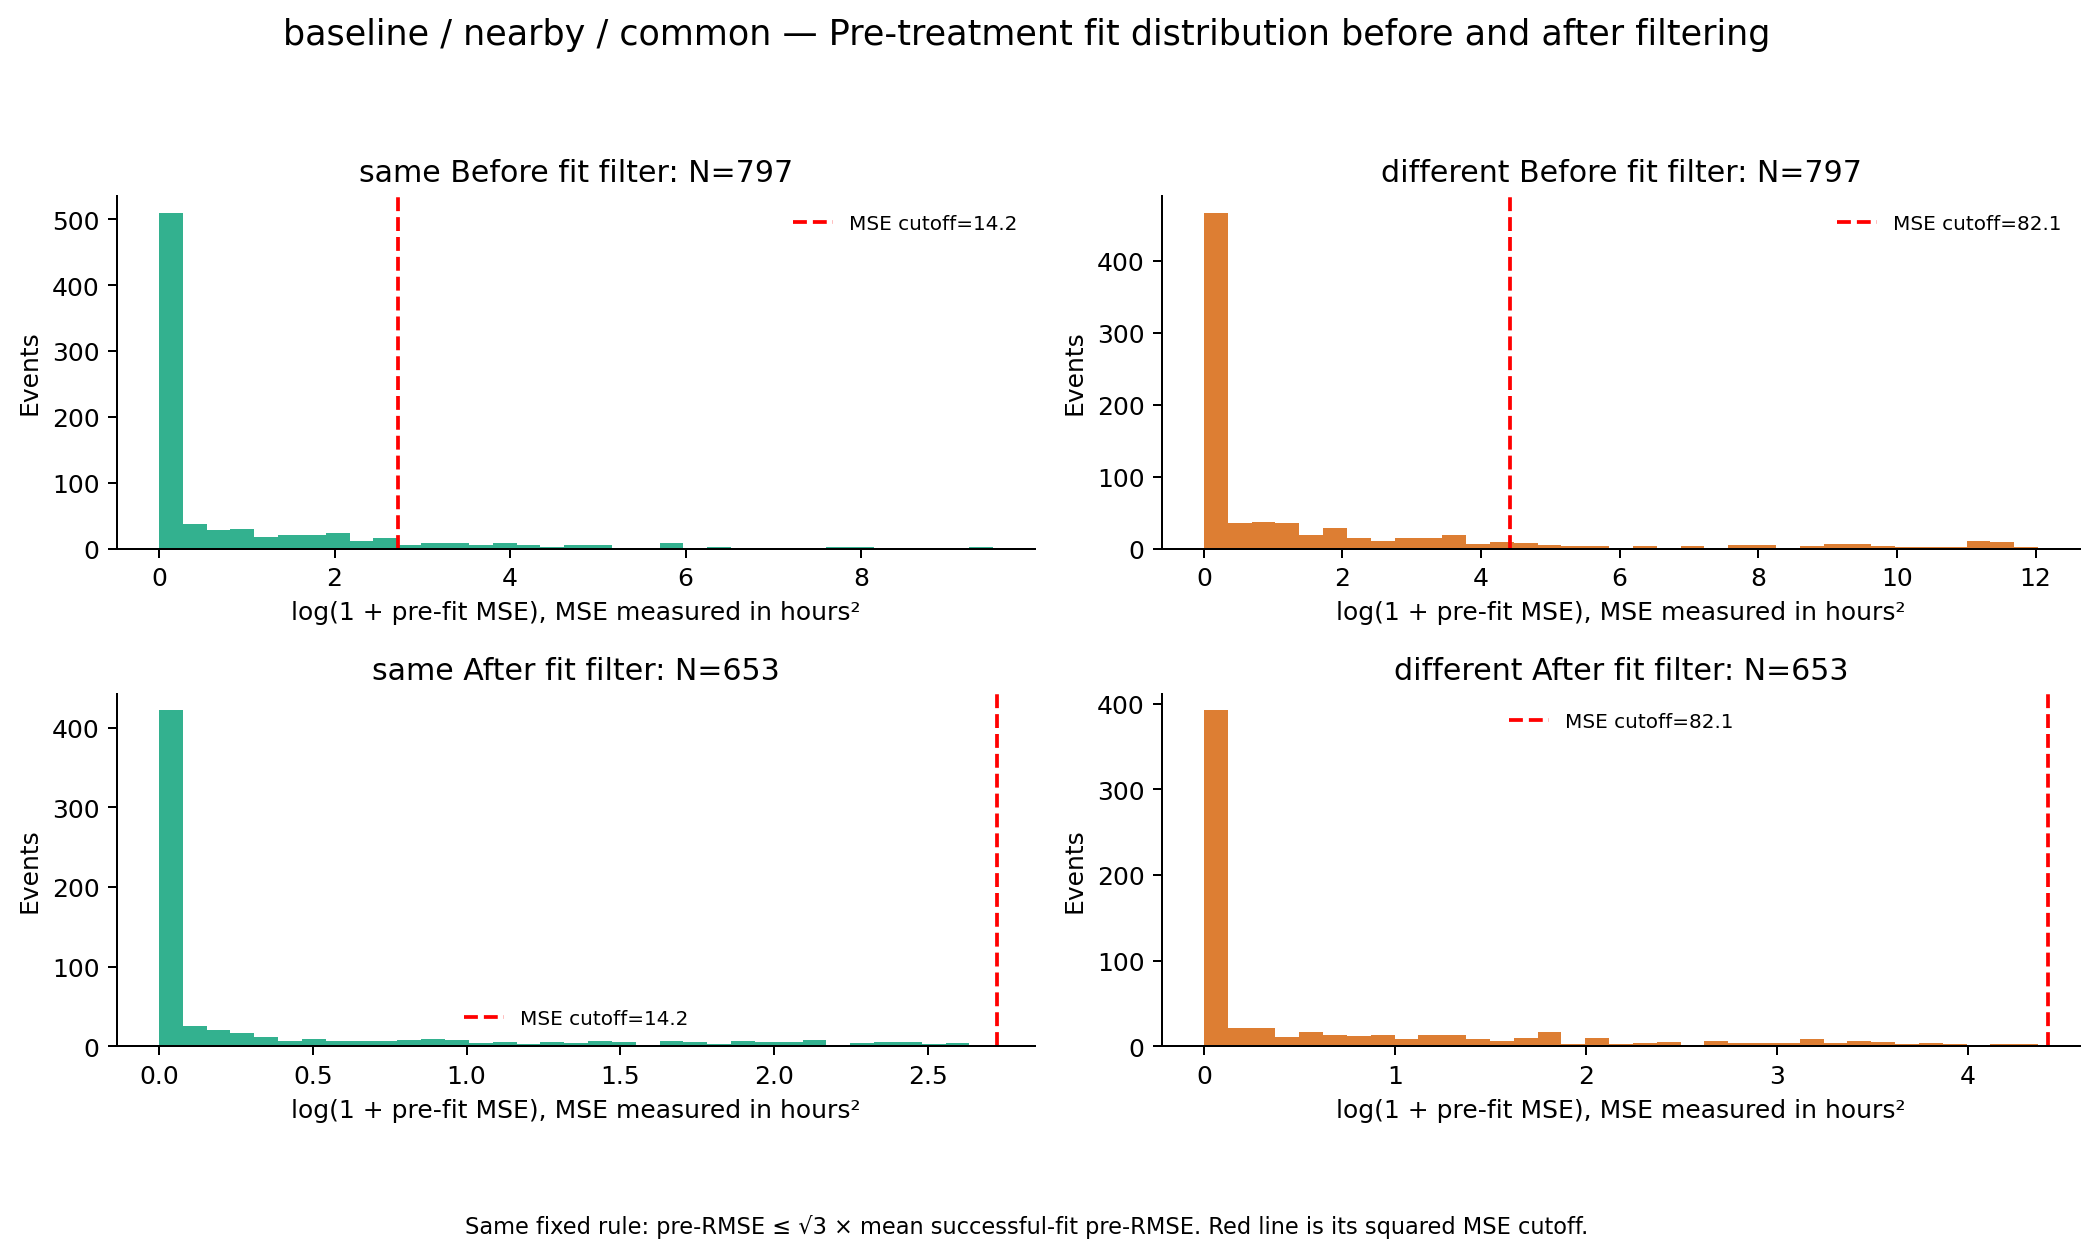 baseline / nearby / common — Pre-treatment fit distribution before and after filtering
same Before fit filter: N=797
Events
500
400
300
200
100
0
MSE cutoff=14.2
0 2 4 6 8
log(1 + pre-fit MSE), MSE measured in hours²
different Before fit filter: N=797
Events
400
300
200
100
0
MSE cutoff=82.1
0 2 4 6 8 10 12
log(1 + pre-fit MSE), MSE measured in hours²
same After fit filter: N=653
Events
400
300
200
100
0
MSE cutoff=14.2
0.0 0.5 1.0 1.5 2.0 2.5
log(1 + pre-fit MSE), MSE measured in hours²
different After fit filter: N=653
Events
400
300
200
100
0
MSE cutoff=82.1
0 1 2 3 4
log(1 + pre-fit MSE), MSE measured in hours²
Same fixed rule: pre-RMSE ≤ √3 × mean successful-fit pre-RMSE. Red line is its squared MSE cutoff.